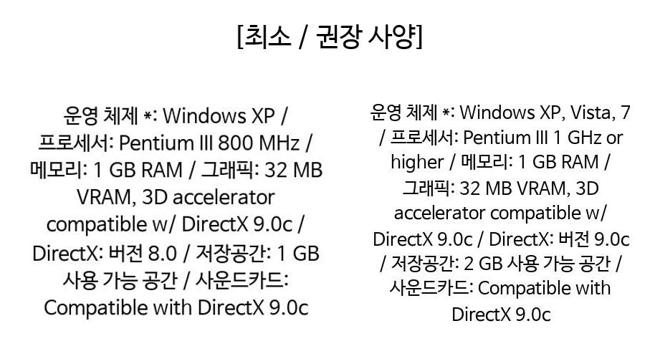 [최소 / 권장 사양]
운영 체제 *: Windows XP /
프로세서: Pentium III 800 MHz /
메모리: 1 GB RAM / 그래픽: 32 MB
VRAM, 3D accelerator
compatible w/ DirectX 9.0c /
DirectX: 버전 8.0 / 저장공간: 1 GB
사용 가능 공간 / 사운드카드:
Compatible with DirectX 9.0c
운영 체제 *: Windows XP, Vista, 7
/ 프로세서: Pentium III 1 GHz or
higher / 메모리: 1 GB RAM /
그래픽: 32 MB VRAM, 3D
accelerator compatible w/
DirectX 9.0c / DirectX: 버전 9.0c
/ 저장공간: 2 GB 사용 가능 공간 /
사운드카드: Compatible with
DirectX 9.0c